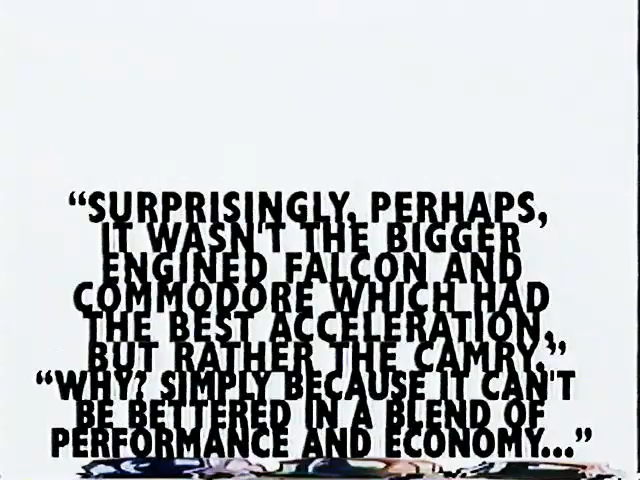 “SURPRISINGLY, PERHAPS,
IT WASN'T THE BIGGER
ENGINED FALCON AND
COMMODORE WHICH HAD
THE BEST ACCELERATION,
BUT RATHER THE CAMRY.”
“WHY? SIMPLY BECAUSE IT CAN'T
BE BETTERED IN A BLEND OF
PERFORMANCE AND ECONOMY...”